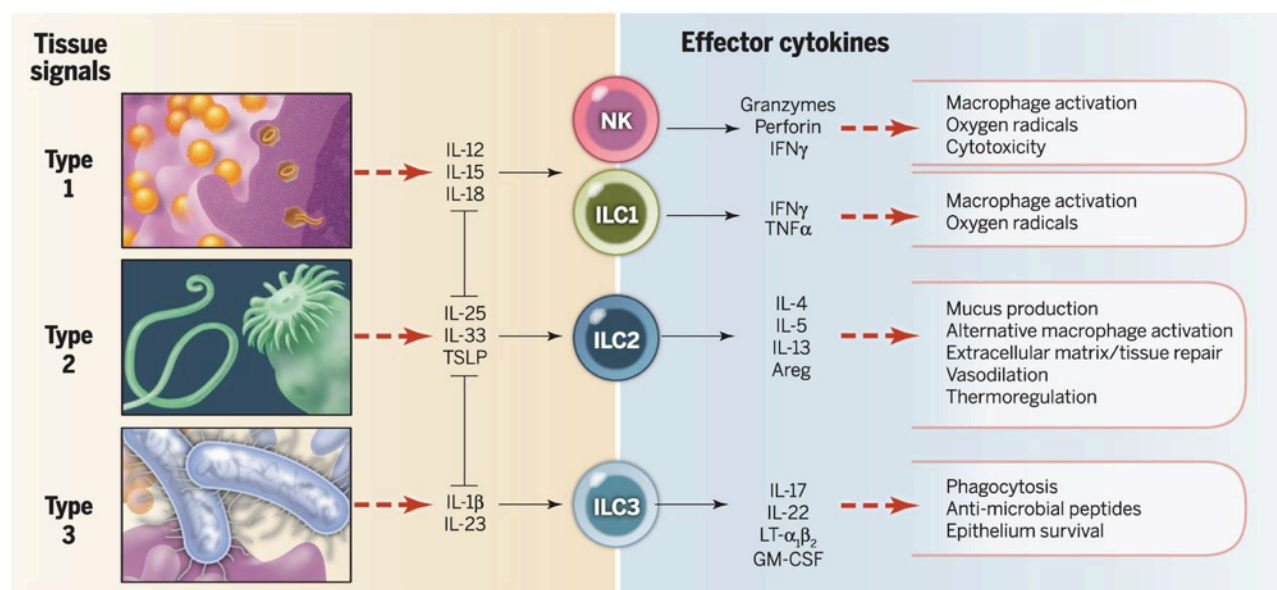 Tissue
signals
Effector cytokines
Type
1
IL-12
IL-15
IL-18
NK
Granzymes
Perforin
IFNγ
Macrophage activation
Oxygen radicals
Cytotoxicity
ILC1
IFNγ
TNFα
Macrophage activation
Oxygen radicals
Type
2
IL-25
IL-33
TSLP
ILC2
IL-4
IL-5
IL-13
Areg
Mucus production
Alternative macrophage activation
Extracellular matrix/tissue repair
Vasodilation
Thermoregulation
Type
3
IL-1β
IL-23
ILC3
IL-17
IL-22
LT-α₁β₂
GM-CSF
Phagocytosis
Anti-microbial peptides
Epithelium survival